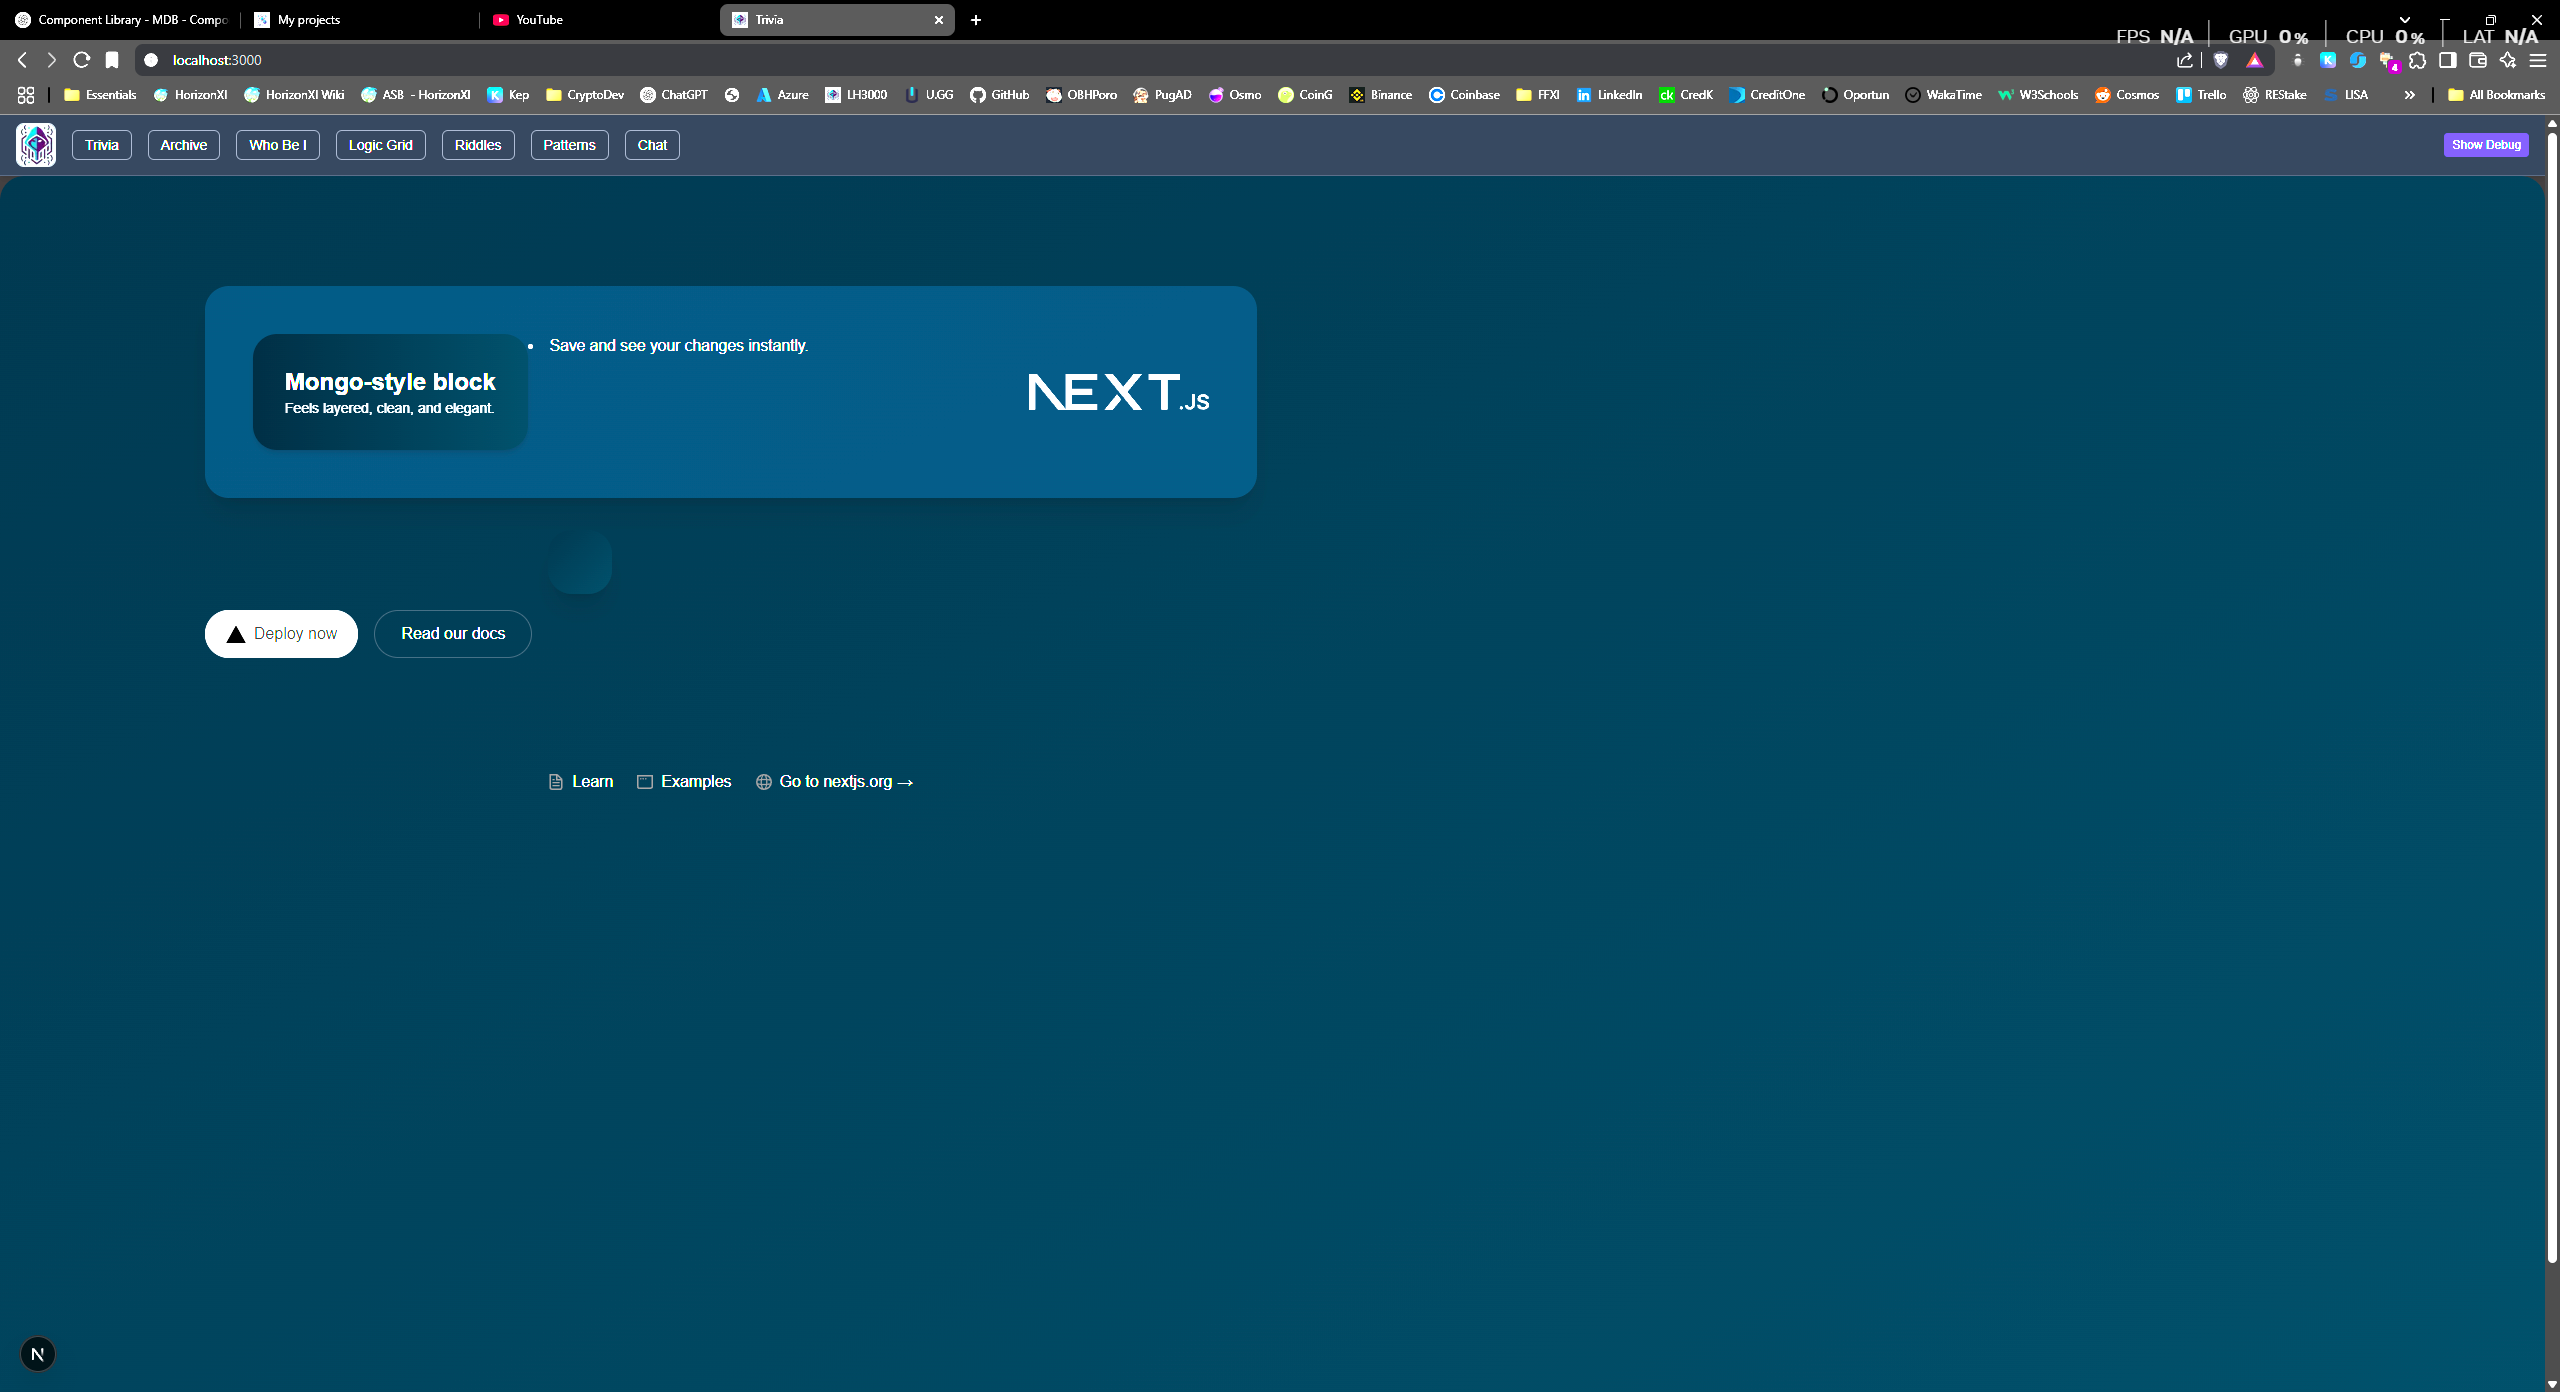 Component Library - MDB - Compo
My projects
YouTube
Trivia
FPS N/A
GPU 0%
CPU 0%
LAT N/A
localhost:3000
4
Essentials
HorizonXI
HorizonXI Wiki
ASB - HorizonXI
Kep
CryptoDev
ChatGPT
Azure
LH3000
U.GG
GitHub
OBHPoro
PugAD
Osmo
CoinG
Binance
Coinbase
FFXI
LinkedIn
CredK
CreditOne
Oportun
WakaTime
W3Schools
Cosmos
Trello
REStake
LISA
All Bookmarks
Trivia
Archive
Who Be I
Logic Grid
Riddles
Patterns
Chat
Show Debug
Mongo-style block
Feels layered, clean, and elegant.
Save and see your changes instantly.
NEXT.JS
Deploy now
Read our docs
Learn
Examples
Go to nextjs.org →
N